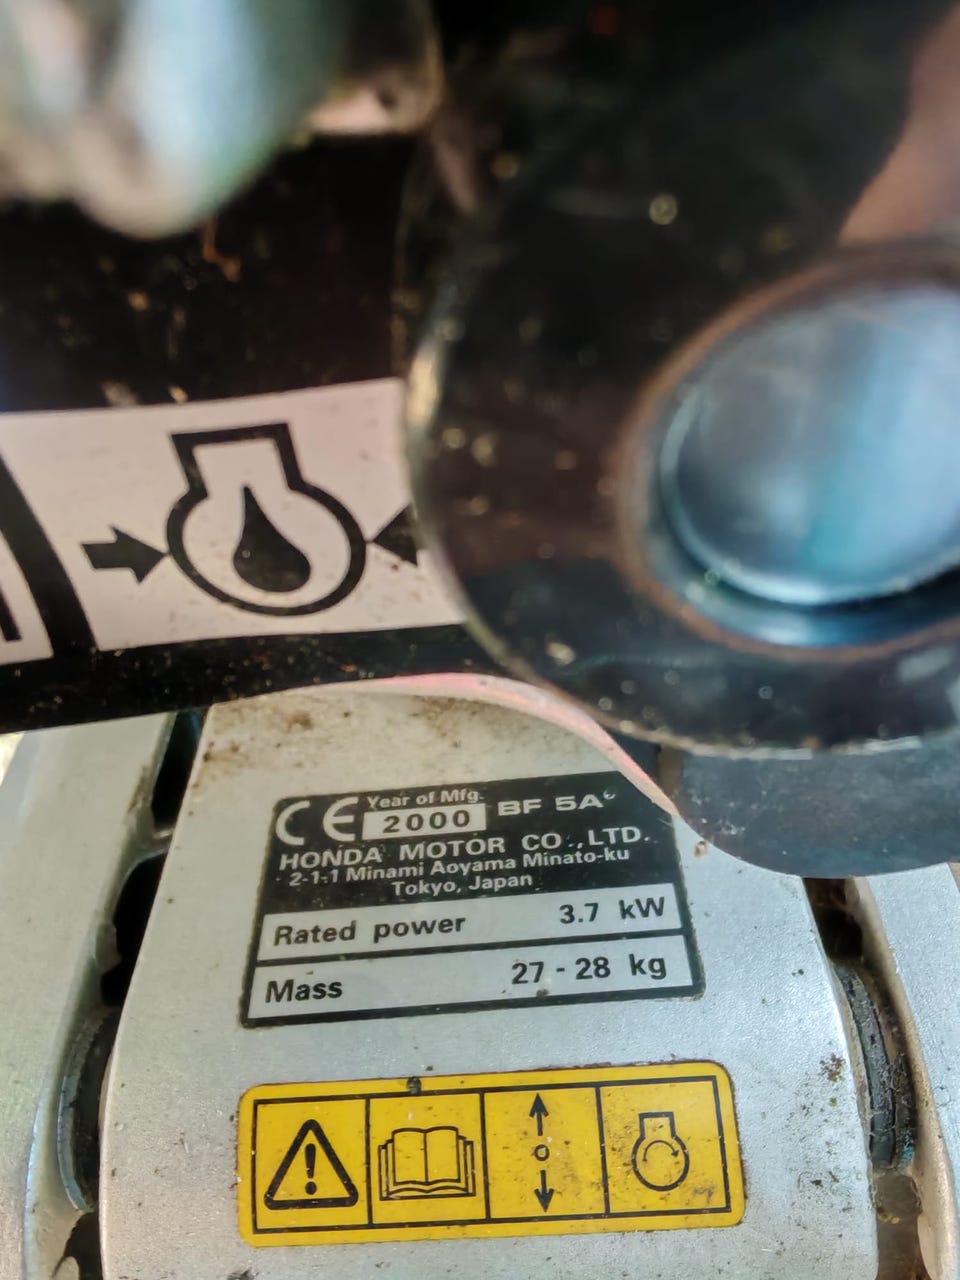 CE Year of Mfg. BF 5A
2000
HONDA MOTOR CO.,LTD.
2-1-1 Minami Aoyama Minato-ku
Tokyo, Japan
Rated power 3.7 kW
Mass 27 - 28 kg